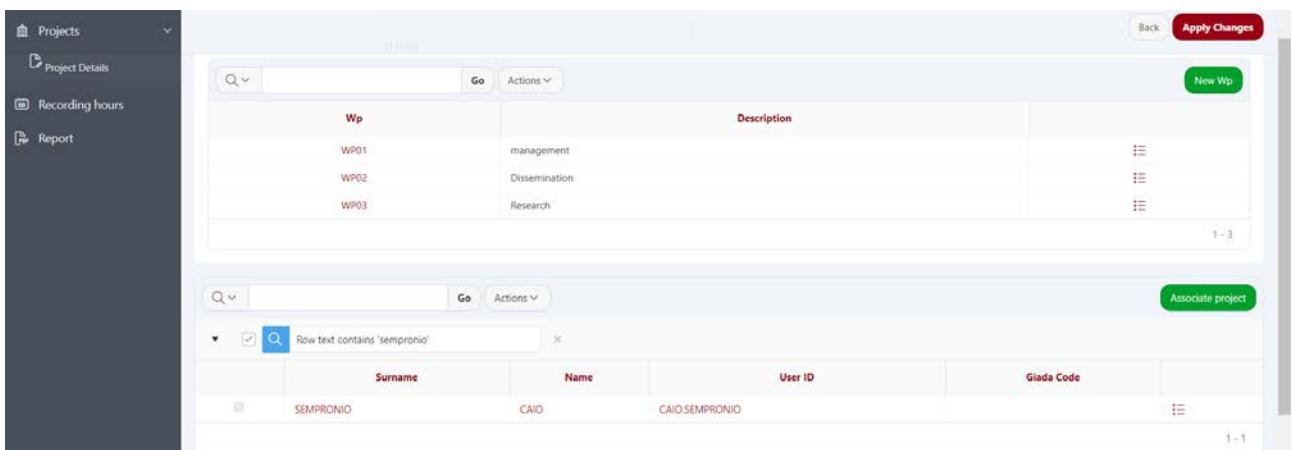 Projects
Back Apply Changes
Project Details
Go Actions New Wp
Recording hours
Wp Description
Report
WP01 management
WP02 Dissemination
WP03 Research
1 - 3
Go Actions Associate project
Row text contains 'sempronio'
Surname Name User ID Giada Code
SEMPRONIO CAIO CAIO.SEMPRONIO
1 - 1